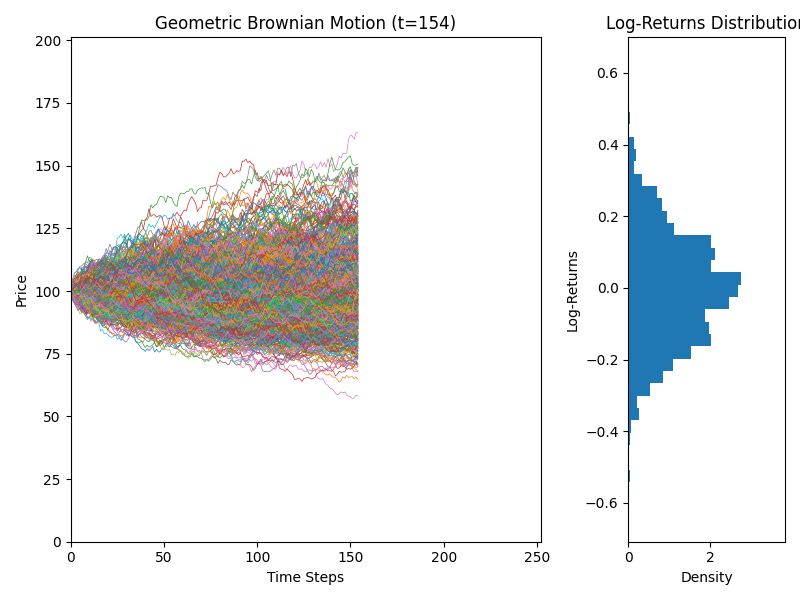 Geometric Brownian Motion (t=154)
Log-Returns Distribution
200
175
150
125
100
75
50
25
0
Price
0 50 100 150 200 250
Time Steps
0.6
0.4
0.2
0.0
−0.2
−0.4
−0.6
Log-Returns
0 2
Density